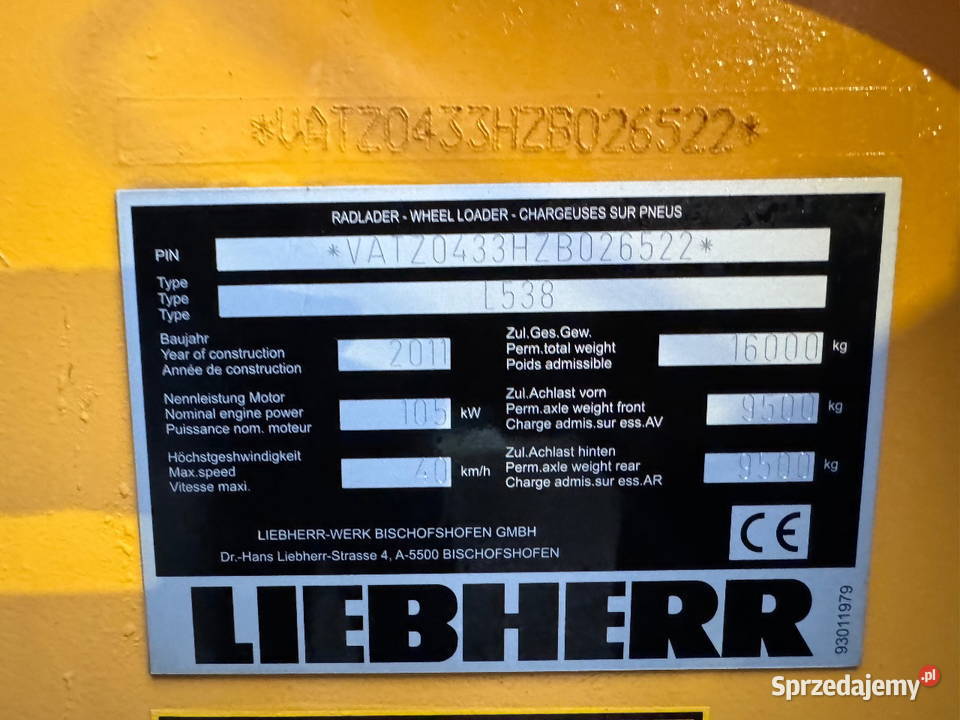 *VATZ0433HZB026522*
RADLADER - WHEEL LOADER - CHARGEUSES SUR PNEUS
PIN *VATZ0433HZB026522*
Type
Type L538
Type
Baujahr
Year of construction 2011
Année de construction
Nennleistung Motor
Nominal engine power 105 kW
Puissance nom. moteur
Höchstgeshwindigkeit
Max.speed 40 km/h
Vitesse maxi.
Zul.Ges.Gew.
Perm.total weight 16000 kg
Poids admissible
Zul.Achlast vorn
Perm.axle weight front 9500 kg
Charge admis.sur ess.AV
Zul.Achlast hinten
Perm.axle weight rear 9500 kg
Charge admis.sur ess.AR
CE
LIEBHERR-WERK BISCHOFSHOFEN GMBH
Dr.-Hans Liebherr-Strasse 4, A-5500 BISCHOFSHOFEN
LIEBHERR
93011979
Sprzedajemy.pl